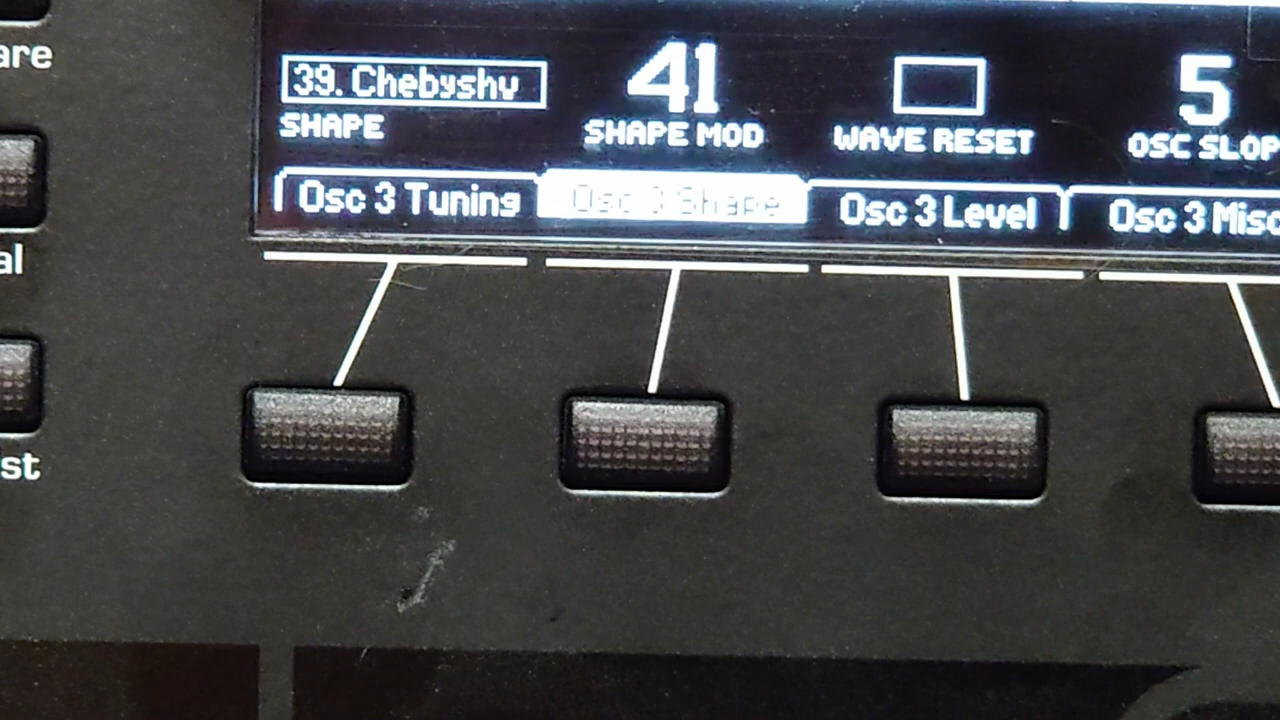 are
39. Chebyshv 41 5
SHAPE SHAPE MOD WAVE RESET OSC SLOP
Osc 3 Tuning Osc 3 Shape Osc 3 Level Osc 3 Misc
al
st